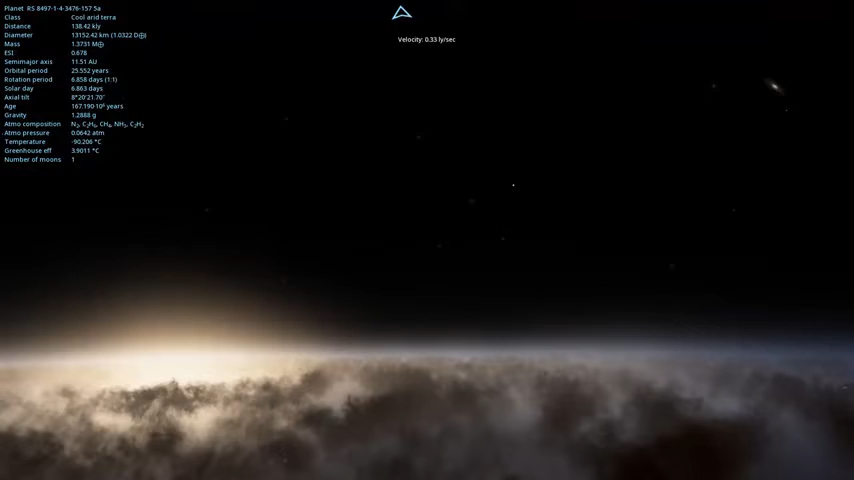 Planet RS 8497-1-4-3476-157 5a
Class Cool arid terra
Distance 138.42 kly
Diameter 13152.42 km (1.0322 D⊕)
Mass 1.3731 M⊕
ESI 0.678
Semimajor axis 11.51 AU
Orbital period 25.552 years
Rotation period 6.858 days (1:1)
Solar day 6.863 days
Axial tilt 8°20'21.70"
Age 167.190·10⁶ years
Gravity 1.2888 g
Atmo composition N₂, C₂H₆, CH₄, NH₃, C₂H₂
Atmo pressure 0.0642 atm
Temperature -90.206 °C
Greenhouse eff 3.9011 °C
Number of moons 1
Velocity: 0.33 ly/sec